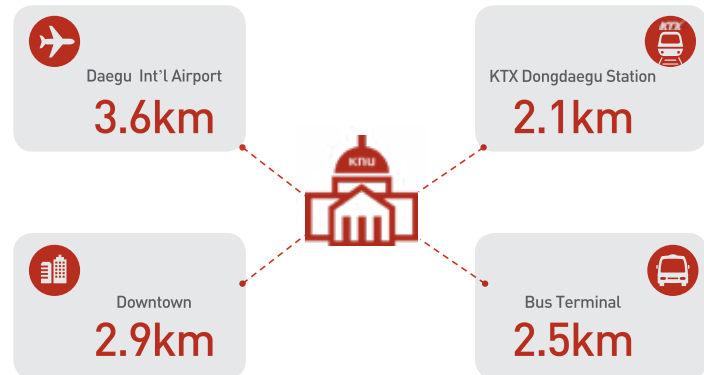 KTX
Daegu Int'l Airport
3.6km
KTX Dongdaegu Station
2.1km
KNU
Downtown
2.9km
Bus Terminal
2.5km